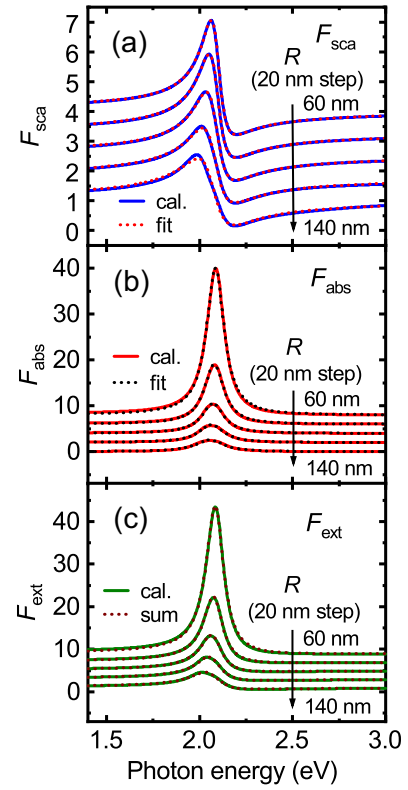 (a)
F_sca
R
(20 nm step)
60 nm
140 nm
cal.
fit
F_sca
7
6
5
4
3
2
1
0
(b)
F_abs
R
(20 nm step)
60 nm
140 nm
cal.
fit
F_abs
40
30
20
10
0
(c)
F_ext
R
(20 nm step)
60 nm
140 nm
cal.
sum
F_ext
40
30
20
10
0
1.5 2.0 2.5 3.0
Photon energy (eV)